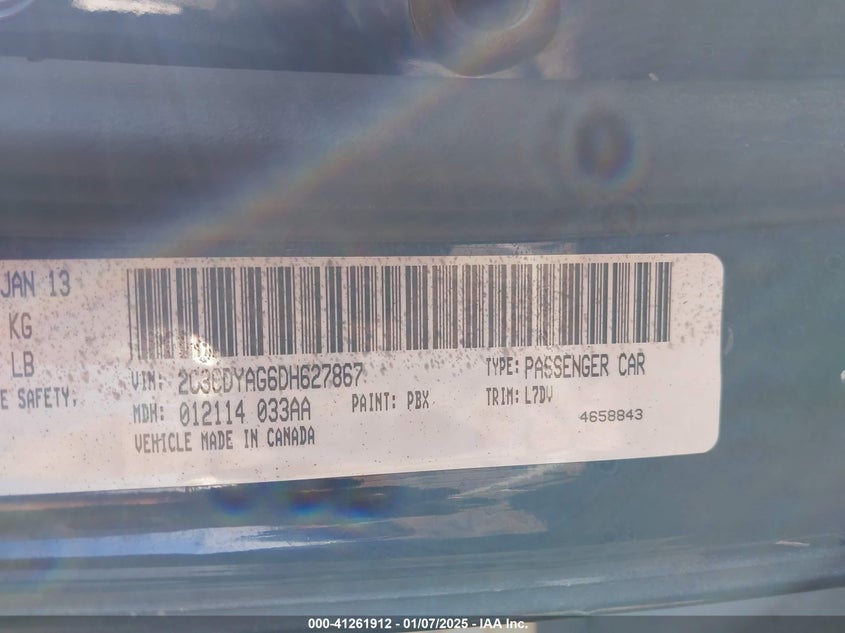 JAN 13
KG
LB
E SAFETY,
VIN: 2C3CDYAG6DH627867
TYPE: PASSENGER CAR
MDH: 012114 033AA
PAINT: PBX
TRIM: L7DV
VEHICLE MADE IN CANADA
4658843
000-41261912 - 01/07/2025 - IAA Inc.